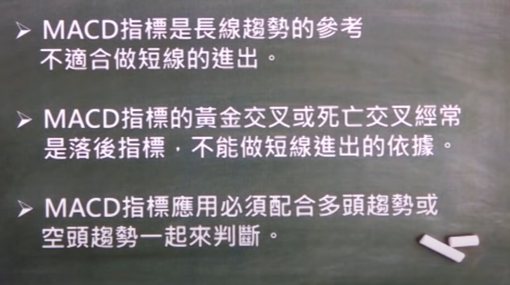 ➢ MACD指標是長線趨勢的參考
不適合做短線的進出。
➢ MACD指標的黃金交叉或死亡交叉經常
是落後指標，不能做短線進出的依據。
➢ MACD指標應用必須配合多頭趨勢或
空頭趨勢一起來判斷。